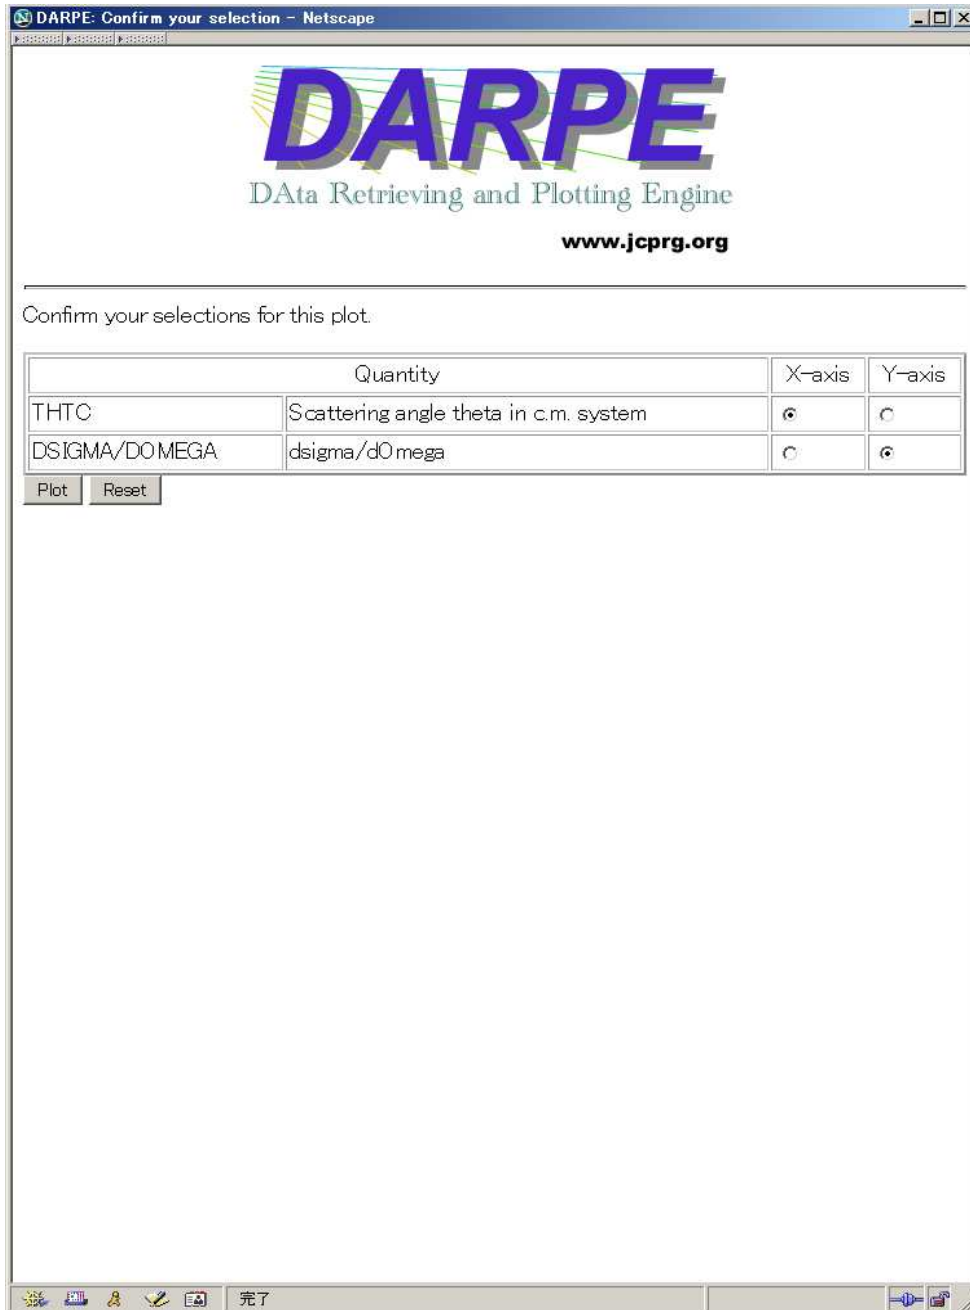 DARPE: Confirm your selection - Netscape
DARPE
DAta Retrieving and Plotting Engine
www.jcprg.org
Confirm your selections for this plot.
Quantity X-axis Y-axis
THTC Scattering angle theta in c.m. system
DSIGMA/DOMEGA dsigma/dOmega
Plot Reset
完了